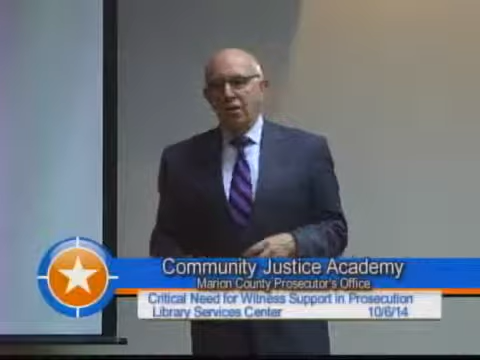 Community Justice Academy
Marion County Prosecutor's Office
Critical Need for Witness Support in Prosecution
Library Services Center 10/6/14